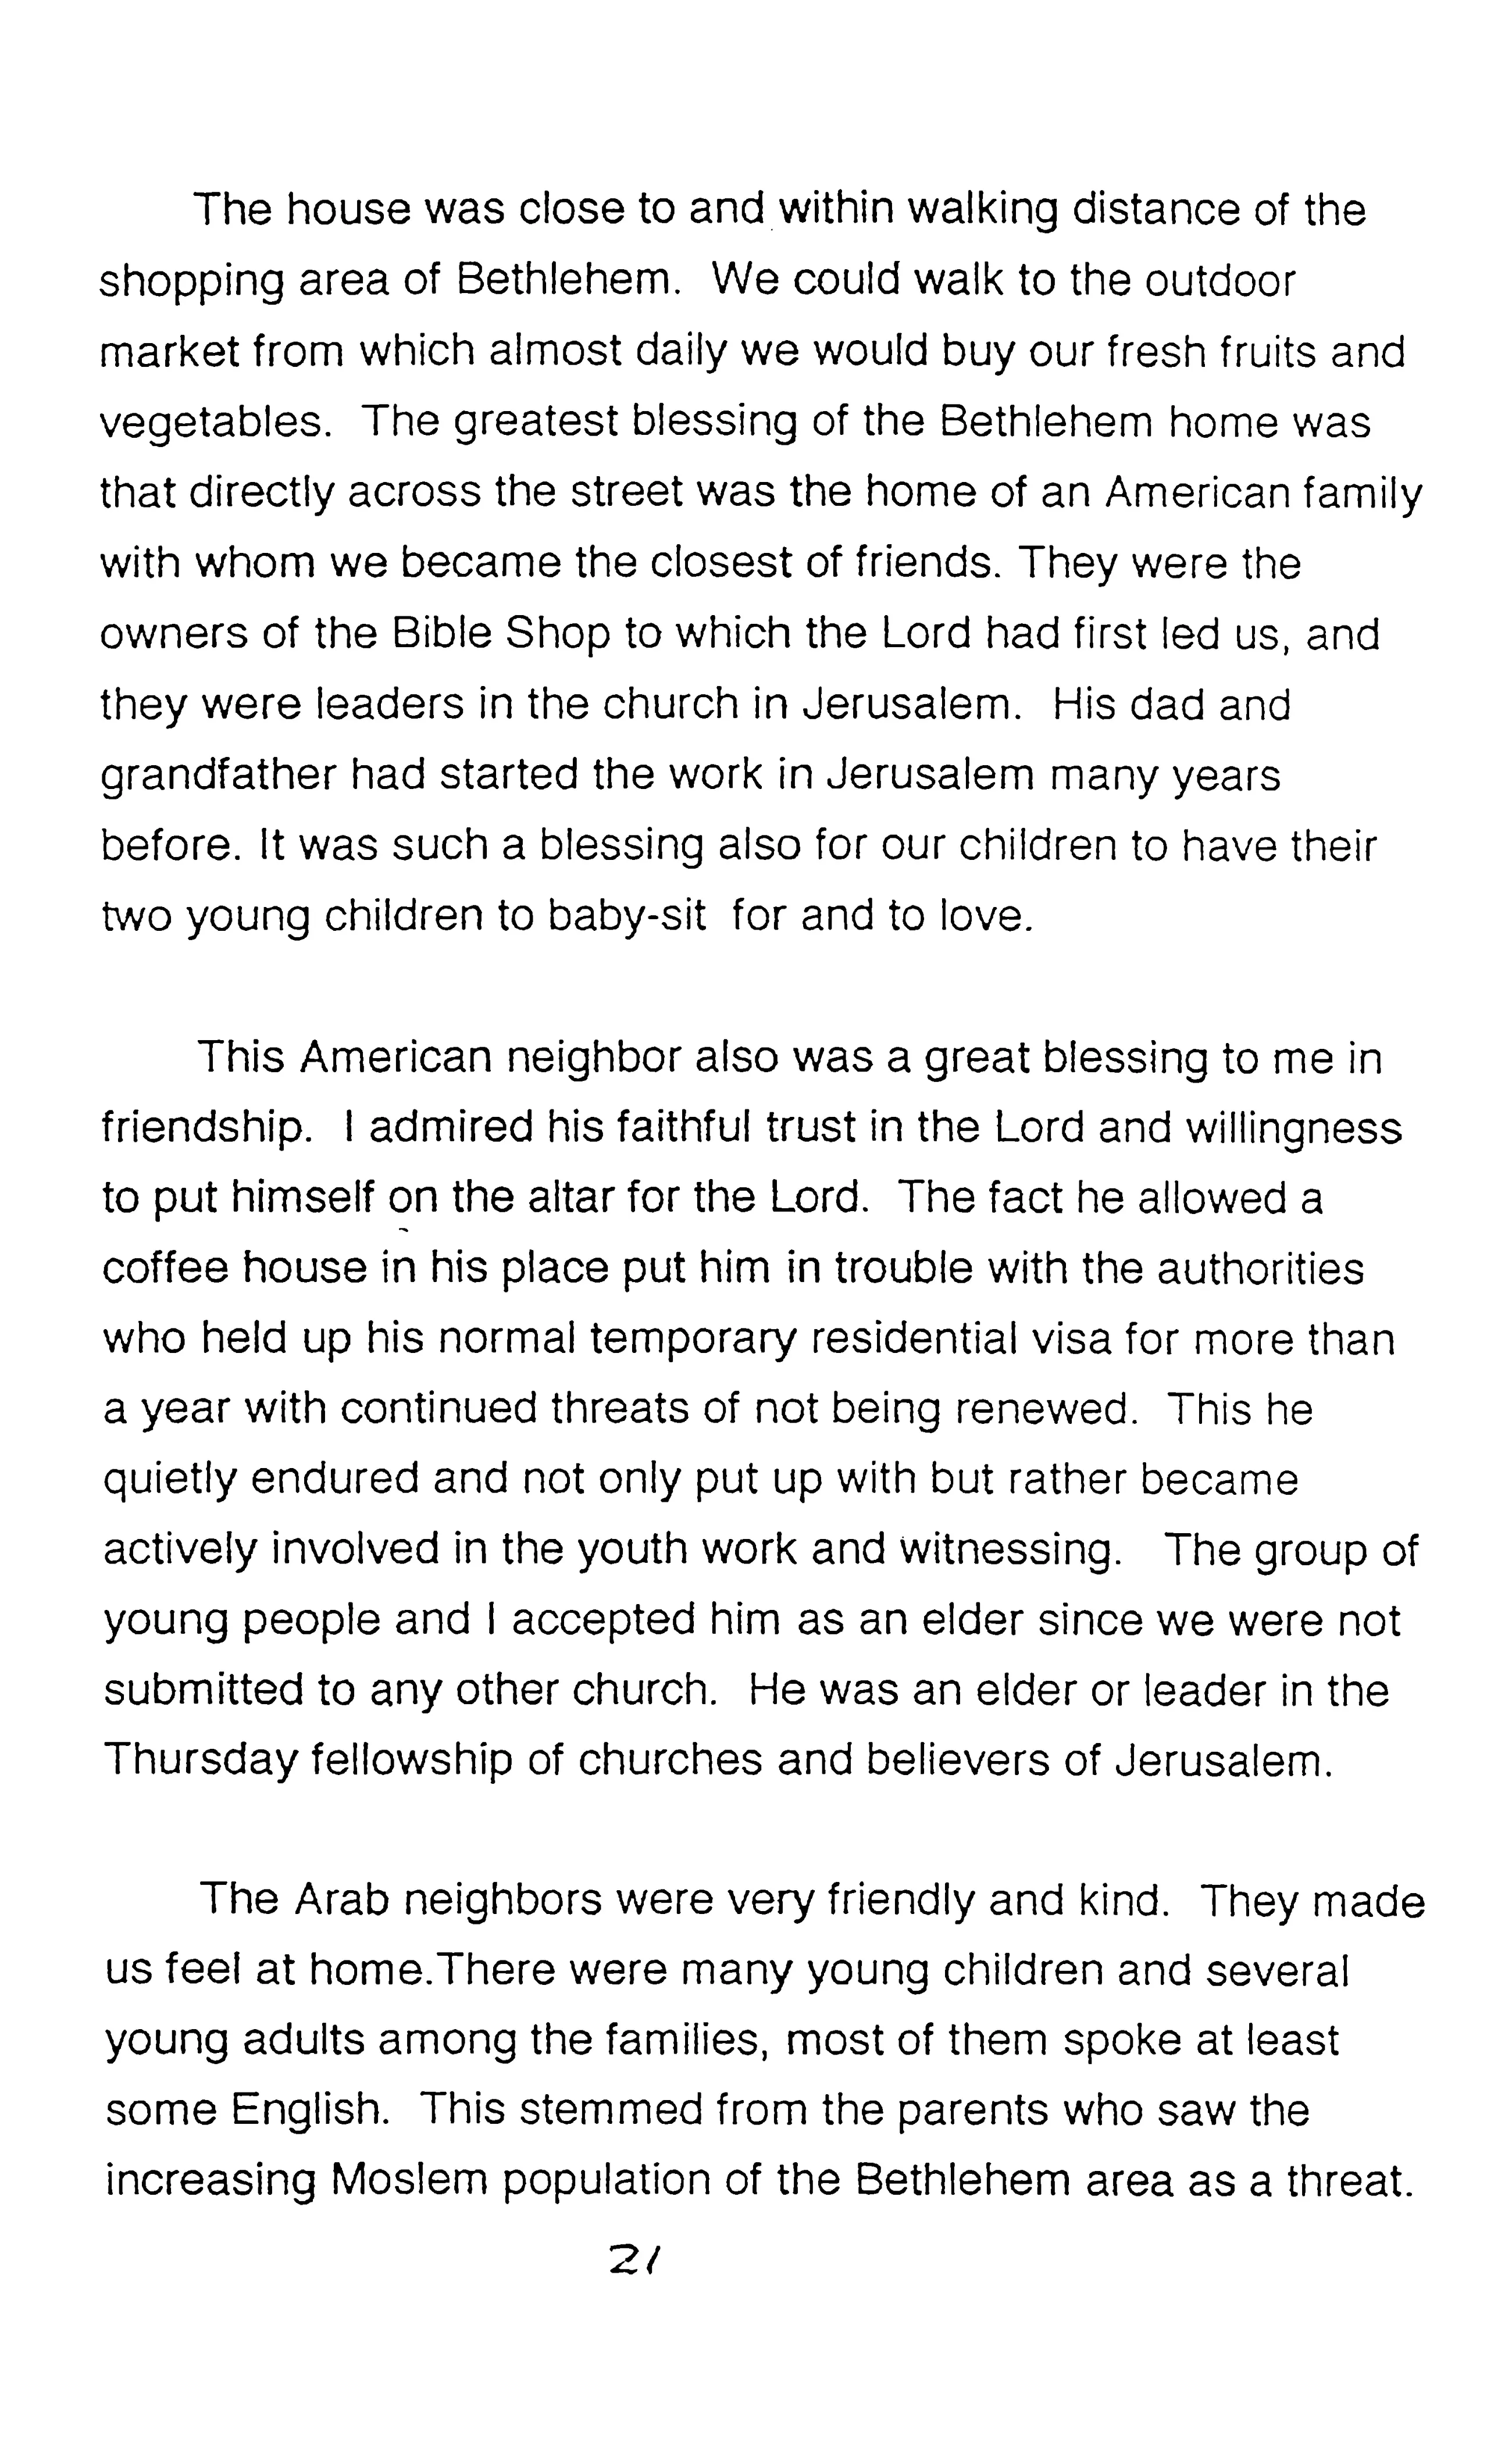 The house was close to and within walking distance of the
shopping area of Bethlehem.  We could walk to the outdoor
market from which almost daily we would buy our fresh fruits and
vegetables.  The greatest blessing of the Bethlehem home was
that directly across the street was the home of an American family
with whom we became the closest of friends. They were the
owners of the Bible Shop to which the Lord had first led us, and
they were leaders in the church in Jerusalem.  His dad and
grandfather had started the work in Jerusalem many years
before. It was such a blessing also for our children to have their
two young children to baby-sit  for and to love.

This American neighbor also was a great blessing to me in
friendship.  I admired his faithful trust in the Lord and willingness
to put himself on the altar for the Lord.  The fact he allowed a
coffee house in his place put him in trouble with the authorities
who held up his normal temporary residential visa for more than
a year with continued threats of not being renewed.  This he
quietly endured and not only put up with but rather became
actively involved in the youth work and witnessing.   The group of
young people and I accepted him as an elder since we were not
submitted to any other church.  He was an elder or leader in the
Thursday fellowship of churches and believers of Jerusalem.

The Arab neighbors were very friendly and kind.  They made
us feel at home.There were many young children and several
young adults among the families, most of them spoke at least
some English.  This stemmed from the parents who saw the
increasing Moslem population of the Bethlehem area as a threat.
21